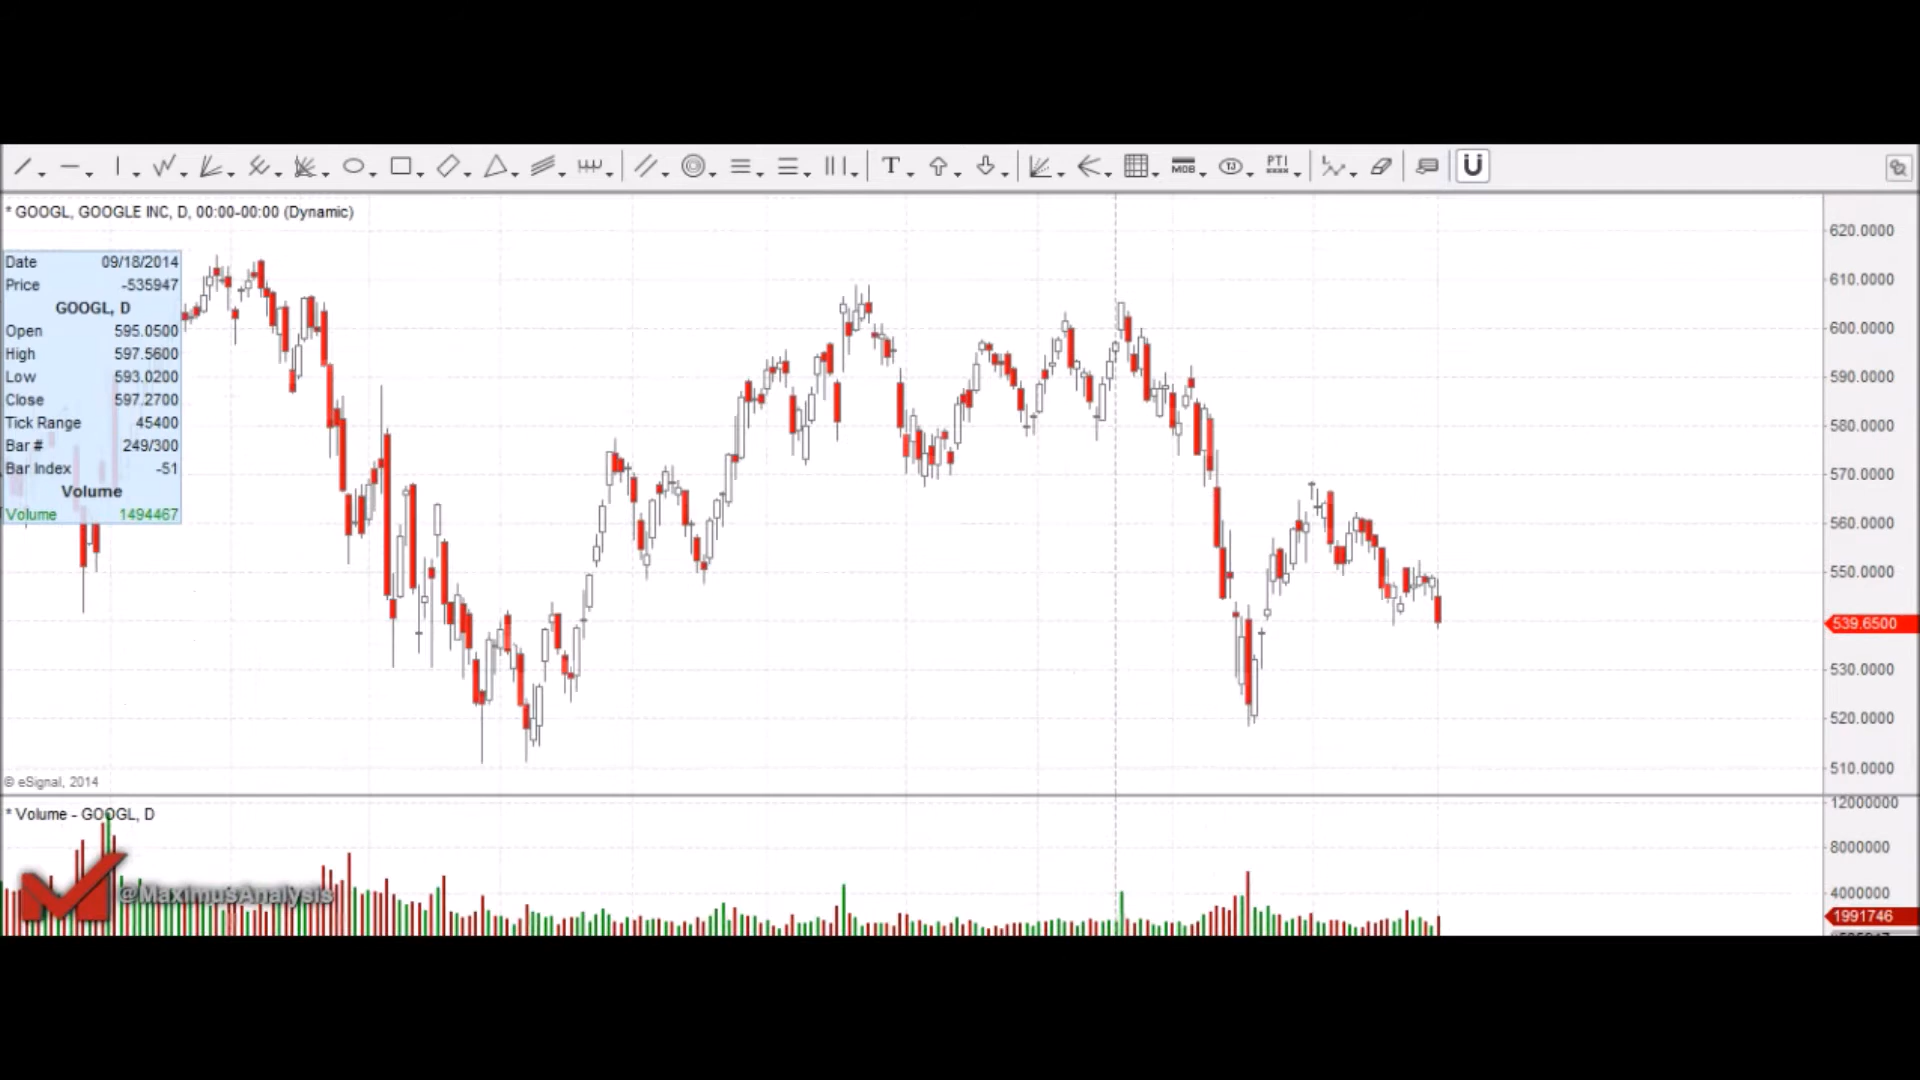 T
MOB
TJ
PTI
* GOOGL, GOOGLE INC, D, 00:00-00:00 (Dynamic)
Date 09/18/2014
Price -535947
GOOGL, D
Open 595.0500
High 597.5600
Low 593.0200
Close 597.2700
Tick Range 45400
Bar # 249/300
Bar Index -51
Volume
Volume 1494467
620.0000
610.0000
600.0000
590.0000
580.0000
570.0000
560.0000
550.0000
539.6500
530.0000
520.0000
510.0000
© eSignal, 2014
* Volume - GOOGL, D
12000000
8000000
4000000
1991746
@MaximusAnalysis